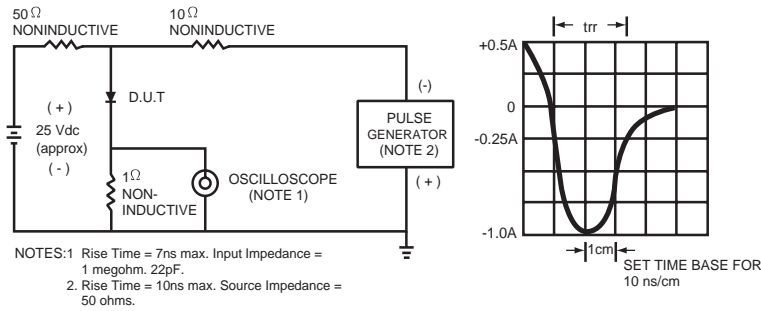 50Ω
NONINDUCTIVE
10Ω
NONINDUCTIVE
trr
+0.5A
(-)
D.U.T
(+)
25 Vdc
(approx)
(-)
PULSE
GENERATOR
(NOTE 2)
0
-0.25A
1Ω
NON-
INDUCTIVE
OSCILLOSCOPE
(NOTE 1)
(+)
-1.0A
1cm
SET TIME BASE FOR
10 ns/cm
NOTES:1 Rise Time = 7ns max. Input Impedance =
1 megohm. 22pF.
2. Rise Time = 10ns max. Source Impedance =
50 ohms.